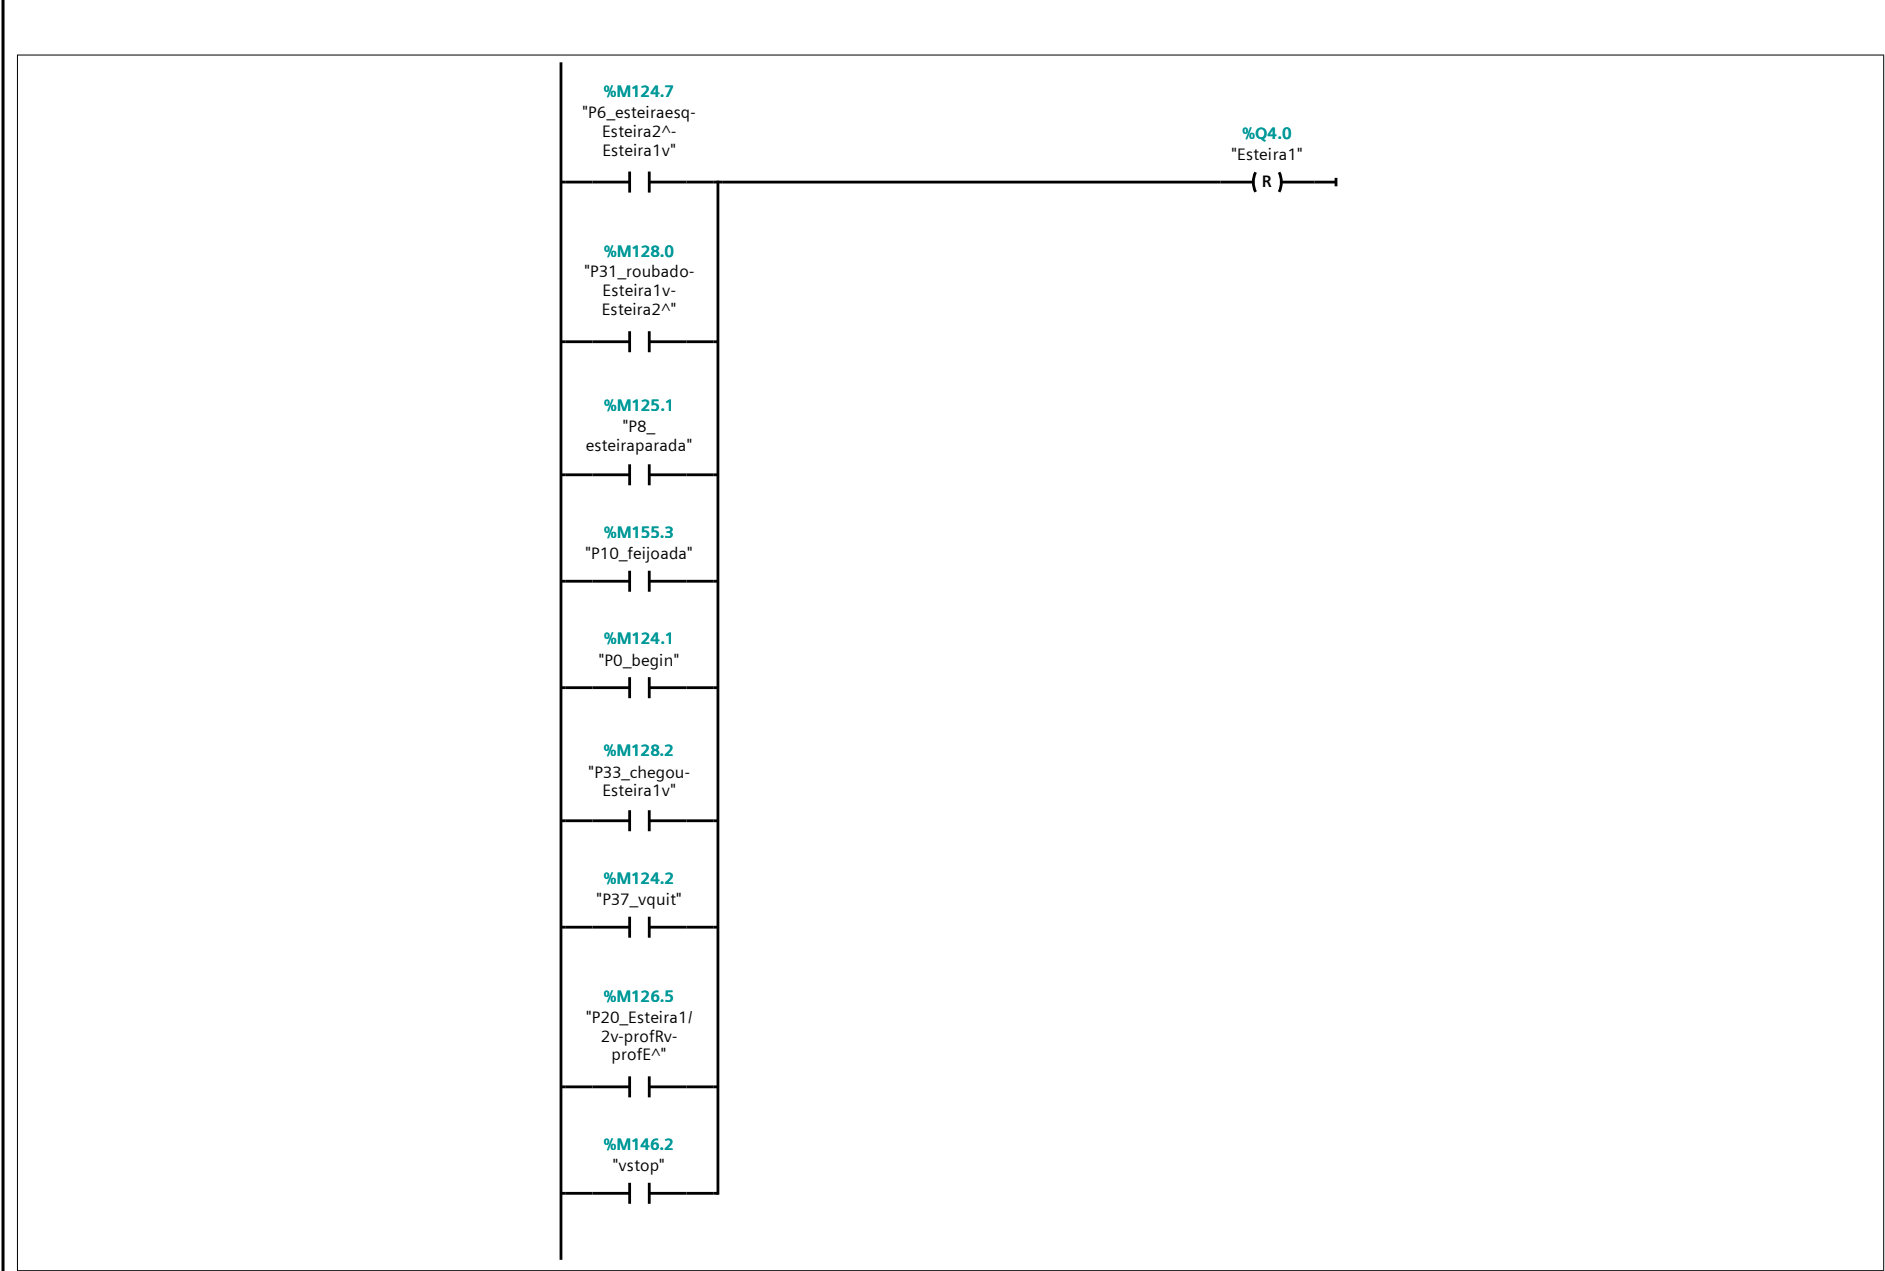 %M124.7
"P6_esteiraesq-
Esteira2^-
Esteira1v"
%Q4.0
"Esteira1"
R
%M128.0
"P31_roubado-
Esteira1v-
Esteira2^"
%M125.1
"P8_
esteiraparada"
%M155.3
"P10_feijoada"
%M124.1
"P0_begin"
%M128.2
"P33_chegou-
Esteira1v"
%M124.2
"P37_vquit"
%M126.5
"P20_Esteira1/
2v-profRv-
profE^"
%M146.2
"vstop"